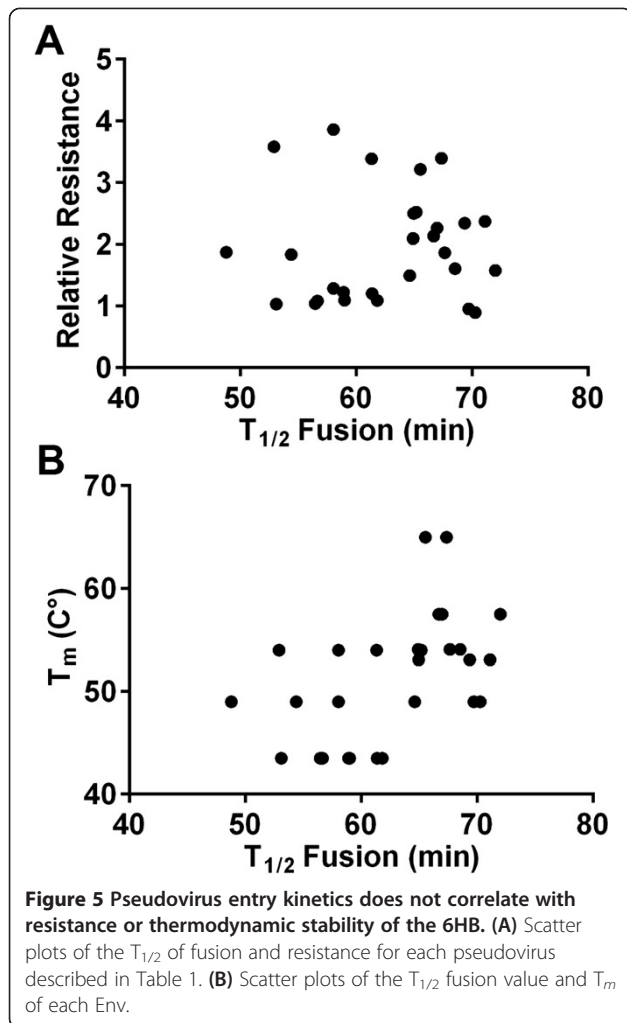 A
5
4
3
2
1
0
Relative Resistance
40 50 60 70 80
T1/2 Fusion (min)
B
70
60
50
40
Tm (C°)
40 50 60 70 80
T1/2 Fusion (min)
Figure 5 Pseudovirus entry kinetics does not correlate with
resistance or thermodynamic stability of the 6HB. (A) Scatter
plots of the T1/2 of fusion and resistance for each pseudovirus
described in Table 1. (B) Scatter plots of the T1/2 fusion value and Tm
of each Env.